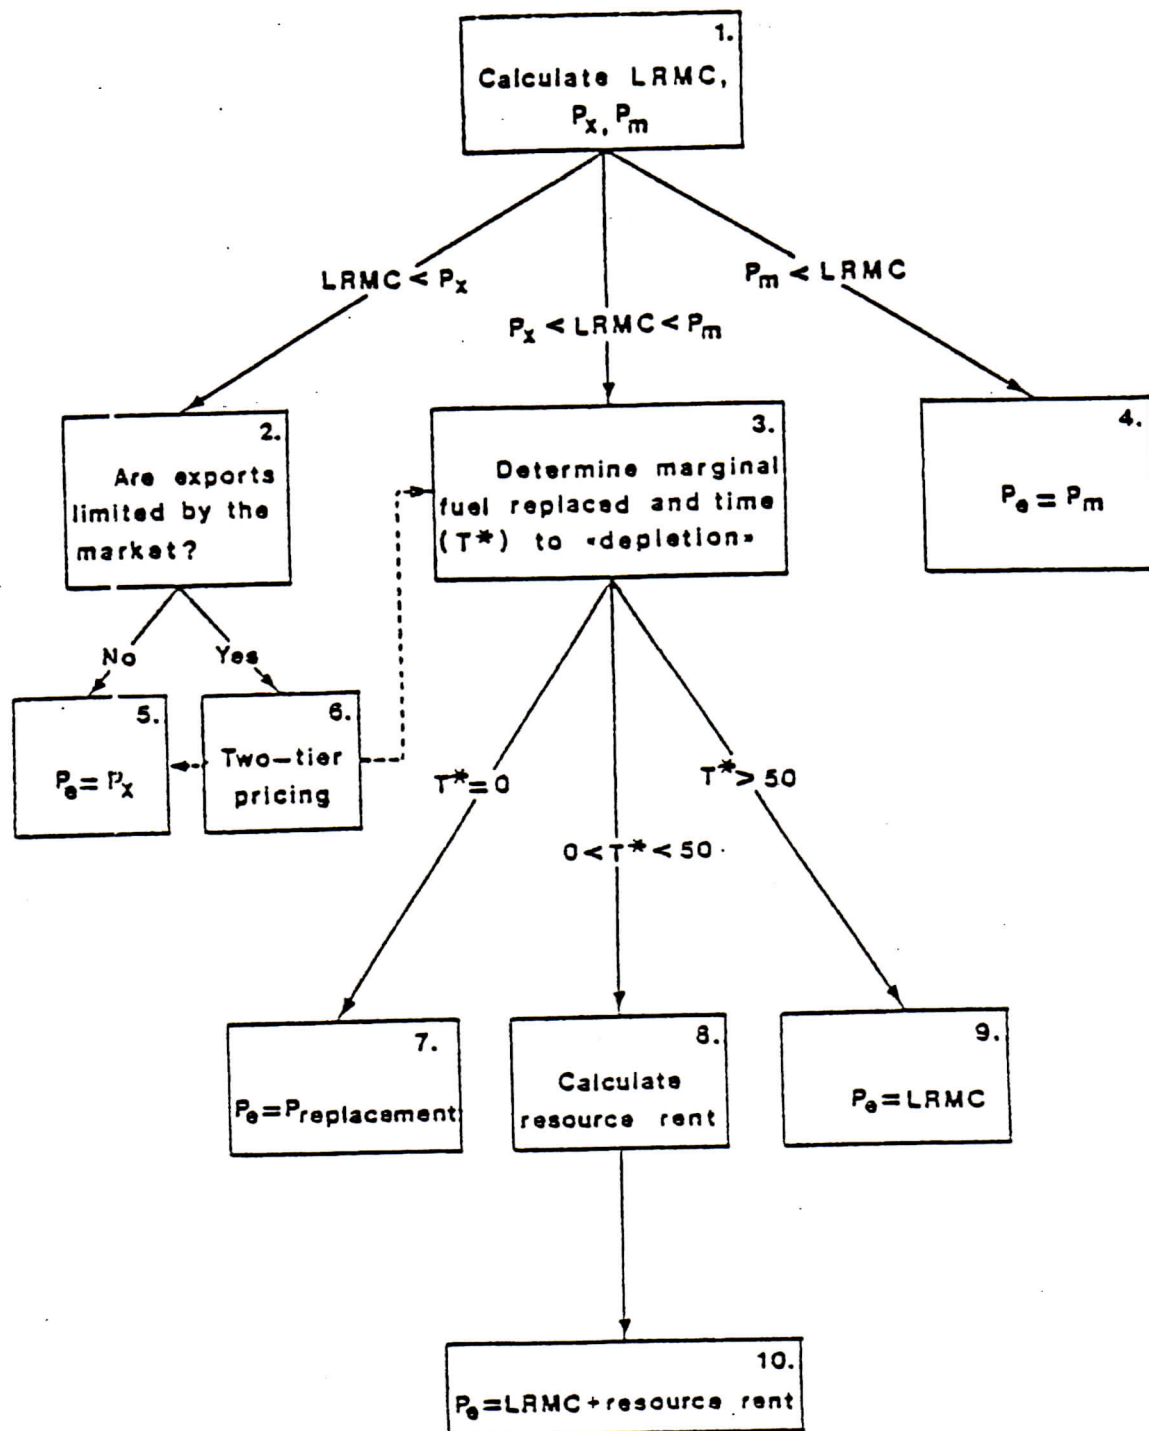 1.
Calculate LRMC,
Px, Pm
LRMC < Px
Px < LRMC < Pm
Pm < LRMC
2.
Are exports
limited by the
market?
3.
Determine marginal
fuel replaced and time
(T*) to «depletion»
4.
Pe = Pm
No
Yes
5.
Pe = Px
6.
Two-tier
pricing
T* = 0
0 < T* < 50
T* > 50
7.
Pe = Preplacement
8.
Calculate
resource rent
9.
Pe = LRMC
10.
Pe = LRMC + resource rent